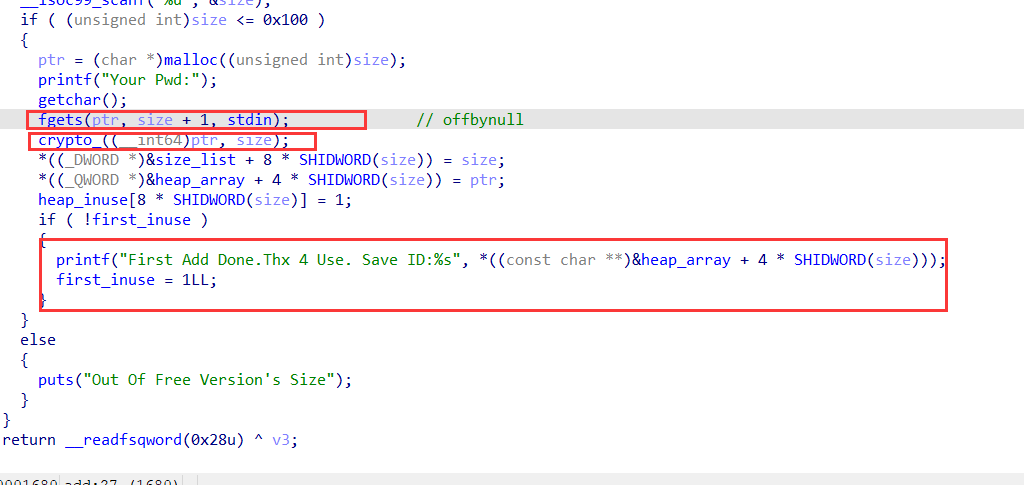 __isoc99_scanf("%d", &size);
if ( (unsigned int)size <= 0x100 )
{
ptr = (char *)malloc((unsigned int)size);
printf("Your Pwd:");
getchar();
fgets(ptr, size + 1, stdin); // offbynull
crypto_((__int64)ptr, size);
*((_DWORD *)&size_list + 8 * SHIDWORD(size)) = size;
*((_QWORD *)&heap_array + 4 * SHIDWORD(size)) = ptr;
heap_inuse[8 * SHIDWORD(size)] = 1;
if ( !first_inuse )
{
printf("First Add Done.Thx 4 Use. Save ID:%s", *((const char **)&heap_array + 4 * SHIDWORD(size)));
first_inuse = 1LL;
}
}
else
{
puts("Out Of Free Version's Size");
}
}
return __readfsqword(0x28u) ^ v3;
0001680 add:27 (1680)